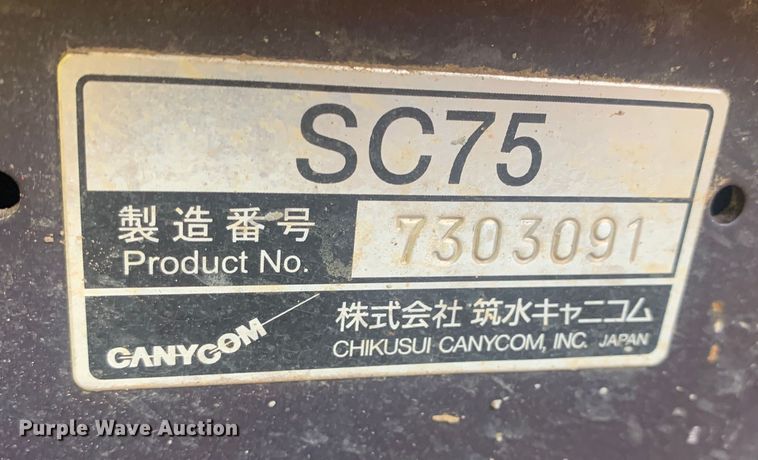 SC75
製造番号
Product No.
7303091
CANYCOM
株式会社 筑水キャニコム
CHIKUSUI CANYCOM, INC. JAPAN
Purple Wave Auction